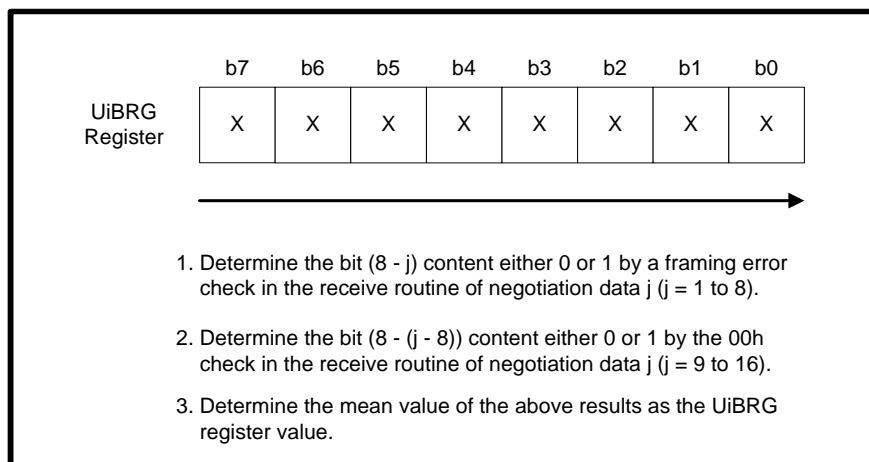 b7 b6 b5 b4 b3 b2 b1 b0
UiBRG
Register
X X X X X X X X
1. Determine the bit (8 - j) content either 0 or 1 by a framing error
check in the receive routine of negotiation data j (j = 1 to 8).
2. Determine the bit (8 - (j - 8)) content either 0 or 1 by the 00h
check in the receive routine of negotiation data j (j = 9 to 16).
3. Determine the mean value of the above results as the UiBRG
register value.